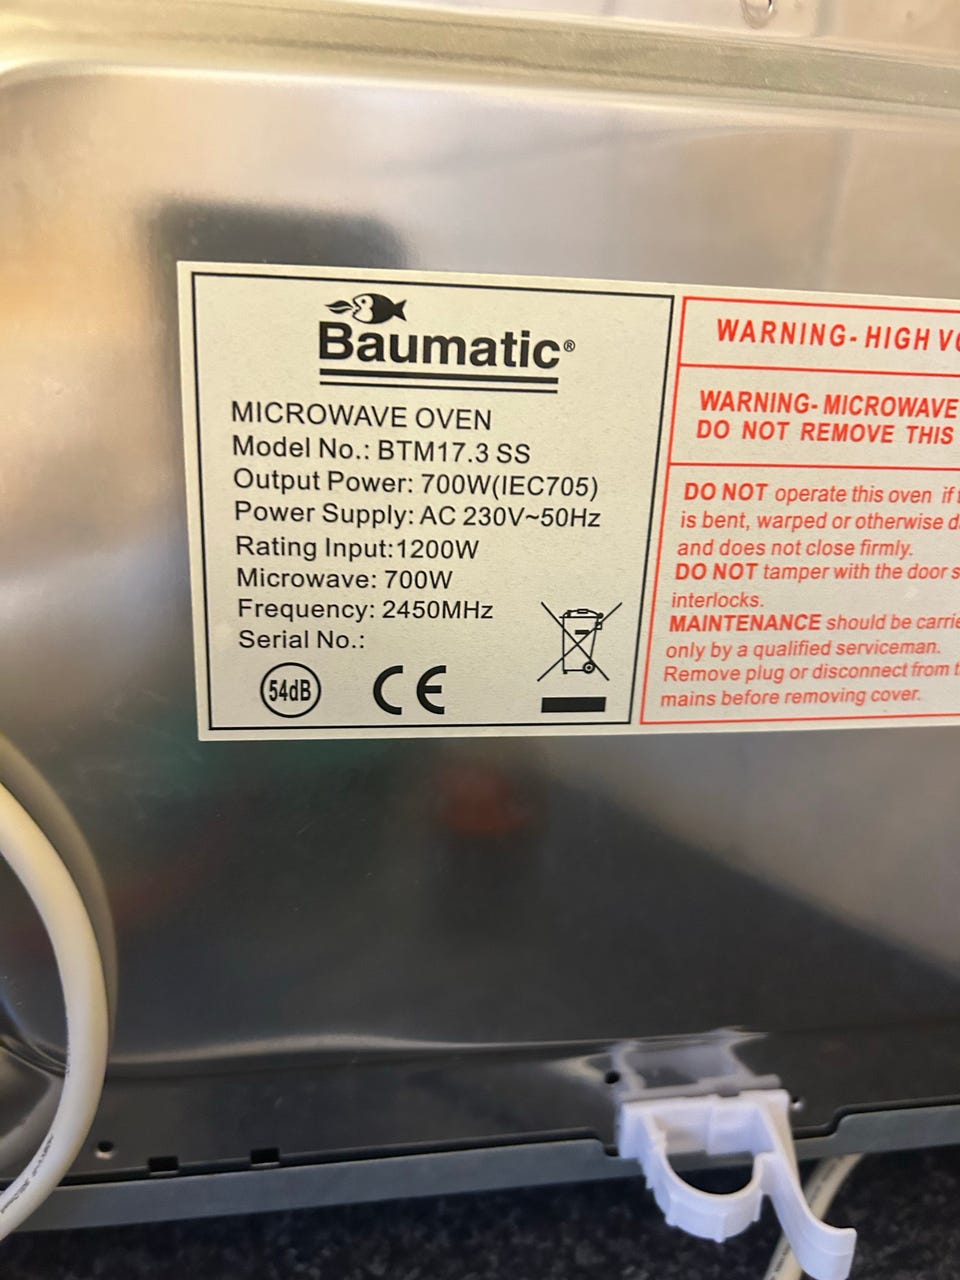 Baumatic®
MICROWAVE OVEN
Model No.: BTM17.3 SS
Output Power: 700W(IEC705)
Power Supply: AC 230V~50Hz
Rating Input:1200W
Microwave: 700W
Frequency: 2450MHz
Serial No.:
54dB
CE
WARNING- HIGH
WARNING- MICROWAVE
DO NOT REMOVE THIS
DO NOT operate this oven if
is bent, warped or otherwise
and does not close firmly.
DO NOT tamper with the door
interlocks.
MAINTENANCE should be
only by a qualified serviceman.
Remove plug or disconnect from
mains before removing cover.